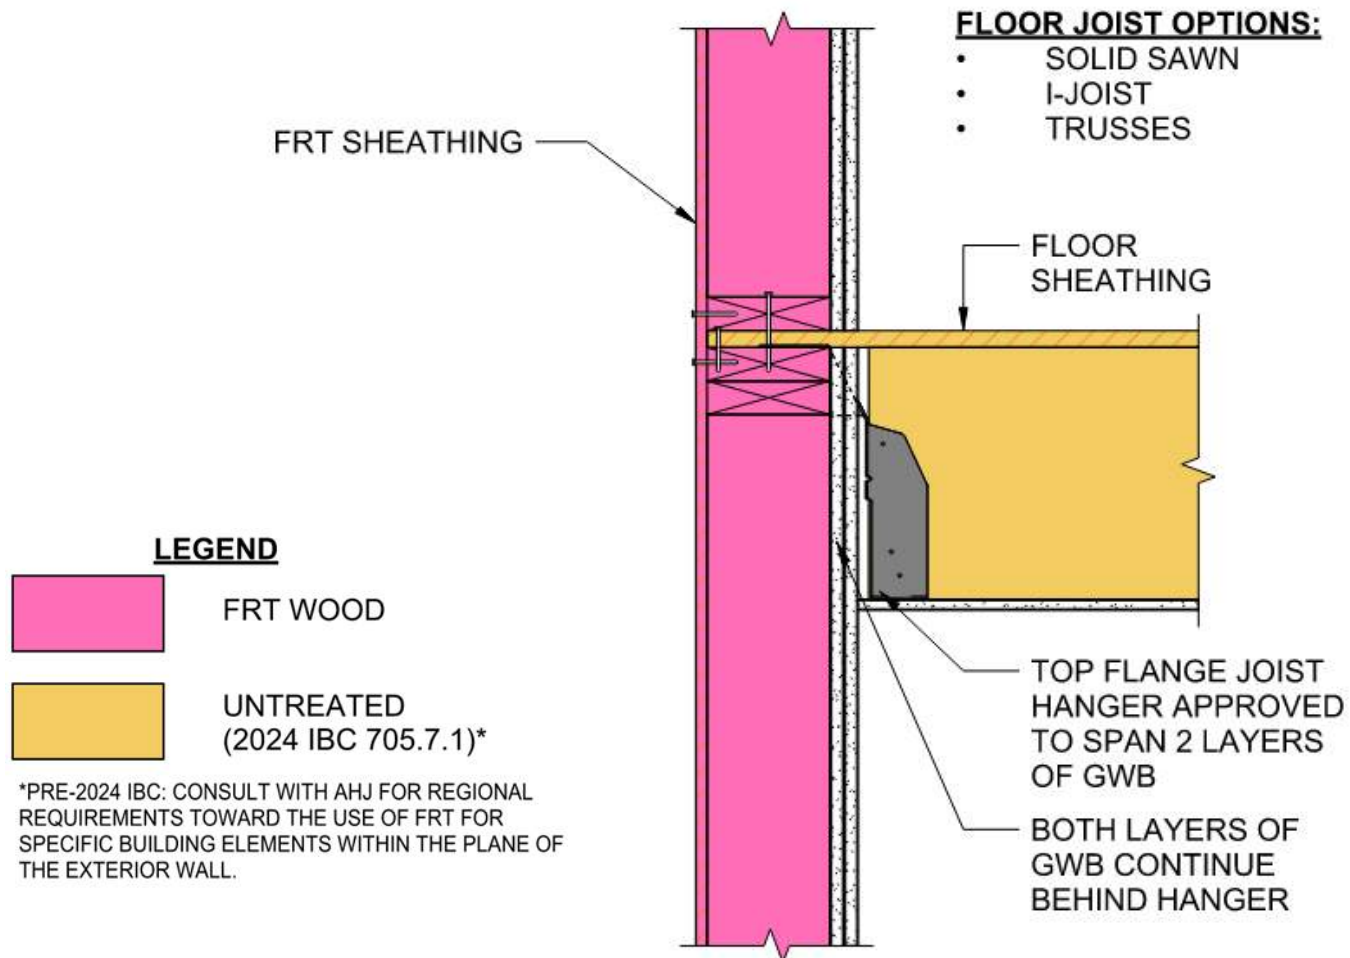 FLOOR JOIST OPTIONS:
• SOLID SAWN
• I-JOIST
• TRUSSES
FRT SHEATHING
FLOOR
SHEATHING
LEGEND
FRT WOOD
UNTREATED
(2024 IBC 705.7.1)*
*PRE-2024 IBC: CONSULT WITH AHJ FOR REGIONAL
REQUIREMENTS TOWARD THE USE OF FRT FOR
SPECIFIC BUILDING ELEMENTS WITHIN THE PLANE OF
THE EXTERIOR WALL.
TOP FLANGE JOIST
HANGER APPROVED
TO SPAN 2 LAYERS
OF GWB
BOTH LAYERS OF
GWB CONTINUE
BEHIND HANGER